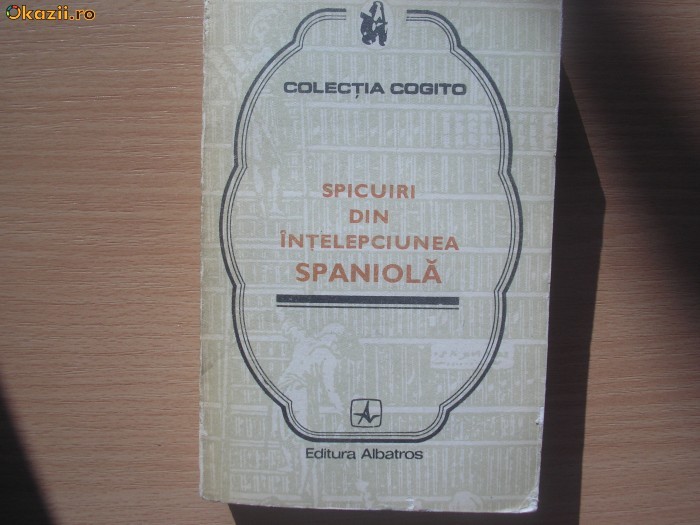 Okazii.ro
COLECȚIA COGITO
SPICUIRI
DIN
ÎNȚELEPCIUNEA
SPANIOLĂ
Editura Albatros